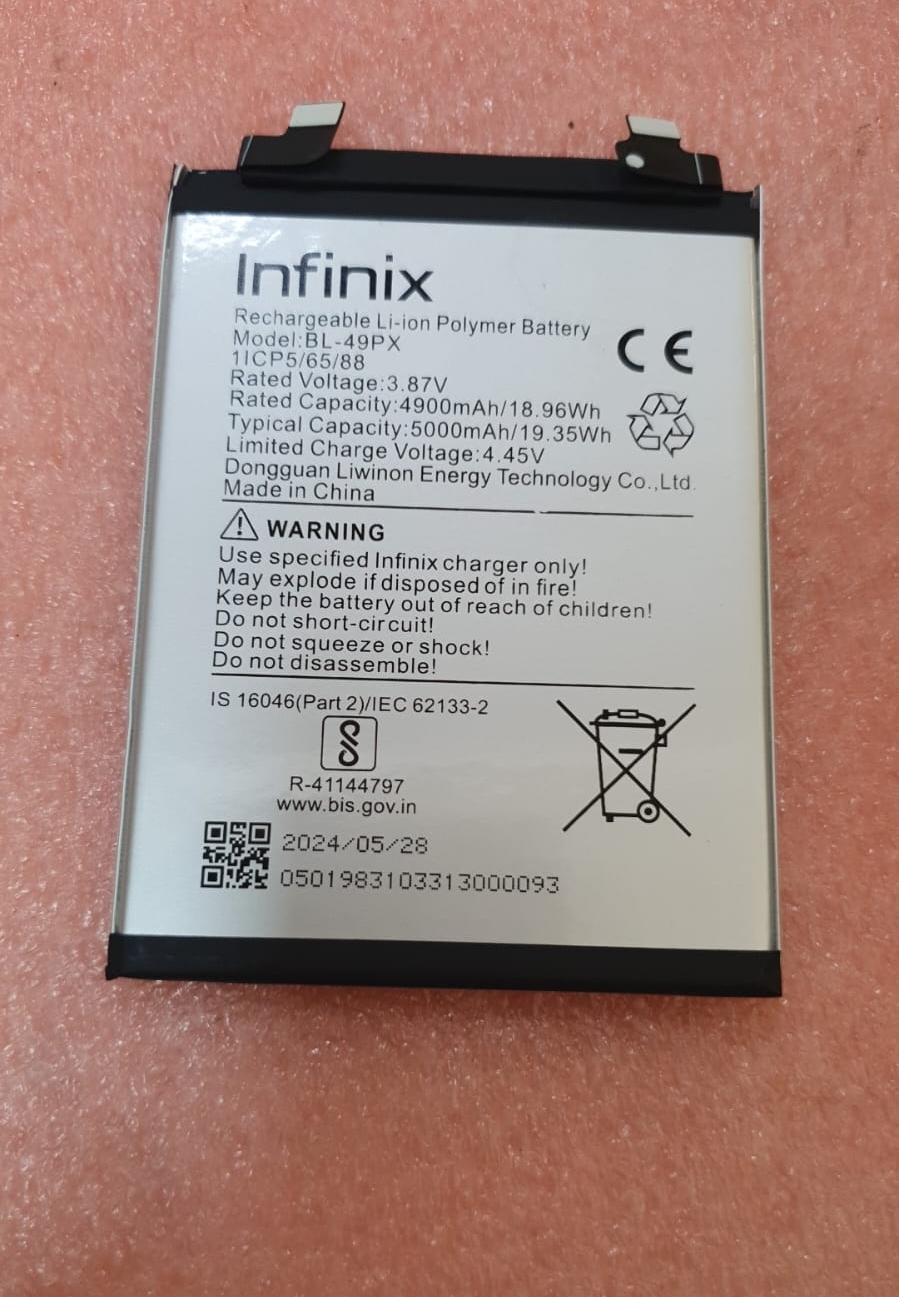 Infinix
Rechargeable Li-ion Polymer Battery
Model:BL-49PX
1ICP5/65/88
Rated Voltage:3.87V
Rated Capacity:4900mAh/18.96Wh
Typical Capacity:5000mAh/19.35Wh
Limited Charge Voltage:4.45V
Dongguan Liwinon Energy Technology Co.,Ltd.
Made in China
CE
WARNING
Use specified Infinix charger only!
May explode if disposed of in fire!
Keep the battery out of reach of children!
Do not short-circuit!
Do not squeeze or shock!
Do not disassemble!
IS 16046(Part 2)/IEC 62133-2
R-41144797
www.bis.gov.in
2024/05/28
0501983103313000093